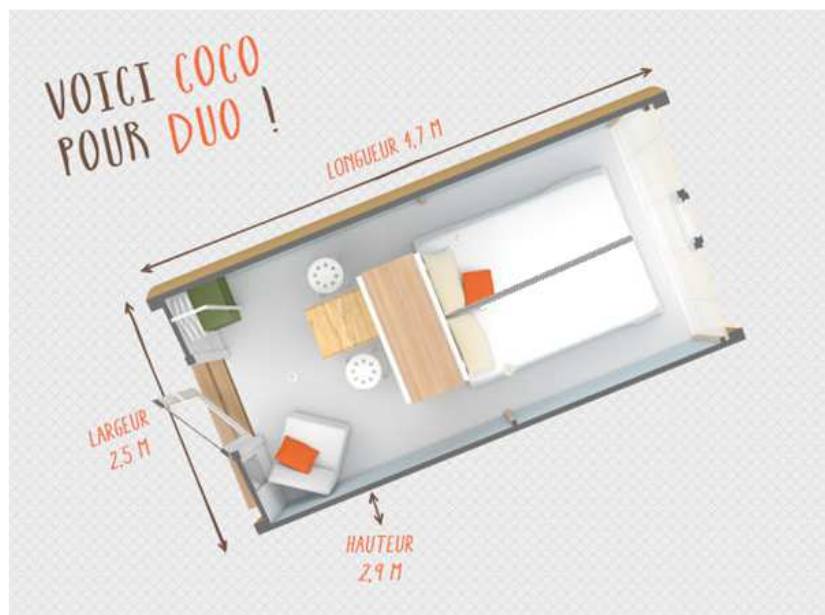 VOICI COCO
POUR DUO !
LONGUEUR 4,7 M
LARGEUR
2,5 M
HAUTEUR
2,9 M